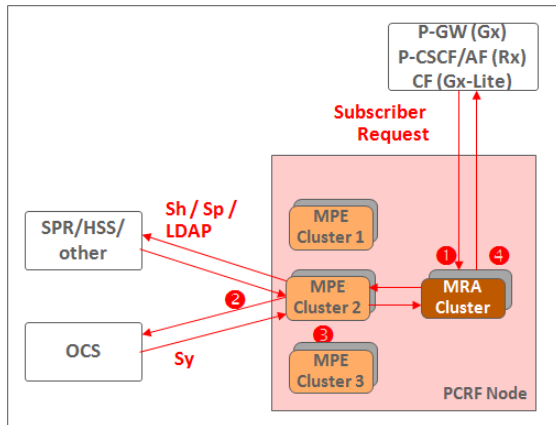 P-GW (Gx)
P-CSCF/AF (Rx)
CF (Gx-Lite)
Subscriber
Request
Sh / Sp /
LDAP
SPR/HSS/
other
MPE
Cluster 1
1
4
MPE
Cluster 2
MRA
Cluster
2
OCS
Sy
3
MPE
Cluster 3
PCRF Node